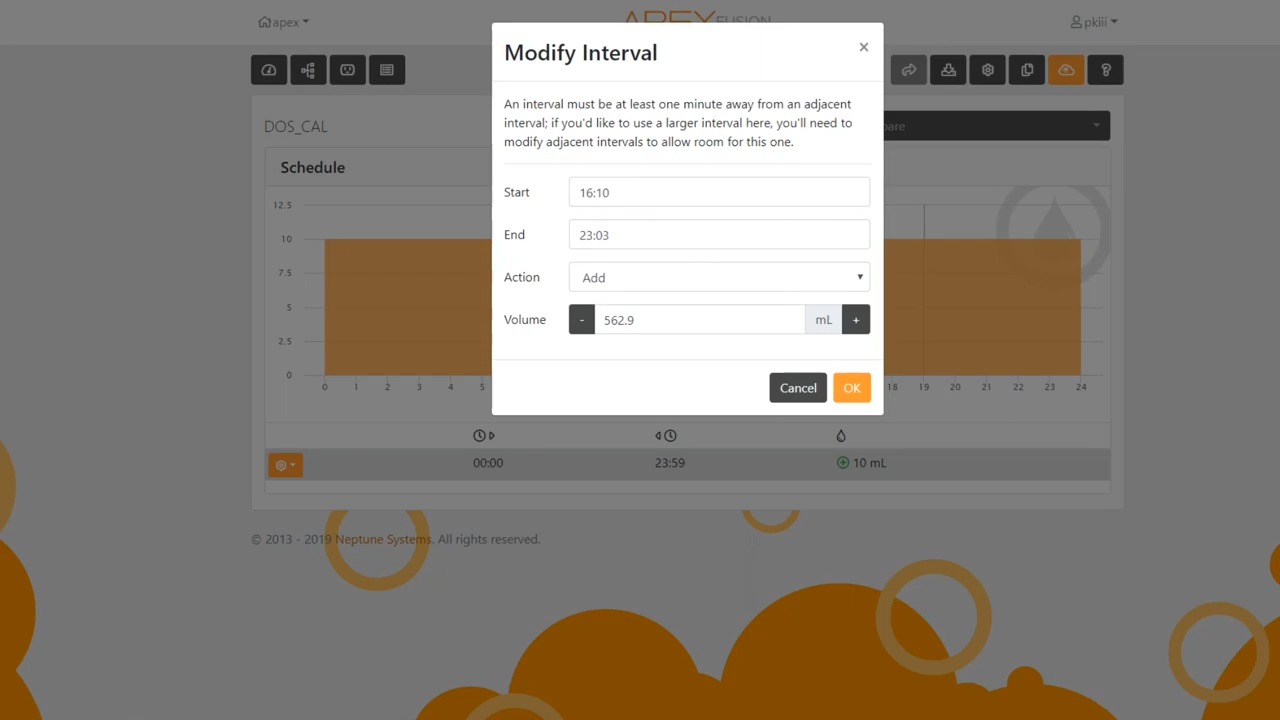 apex
APEX FUSION
pkiii
Modify Interval
×
An interval must be at least one minute away from an adjacent
interval; if you'd like to use a larger interval here, you'll need to
modify adjacent intervals to allow room for this one.
DOS_CAL
Schedule
Start 16:10
End 23:03
Action Add
Volume - 562.9 mL +
Cancel OK
12.5
10
7.5
5
2.5
0
0 1 2 3 4 5 18 19 20 21 22 23 24
00:00 23:59 10 mL
© 2013 - 2019 Neptune Systems. All rights reserved.